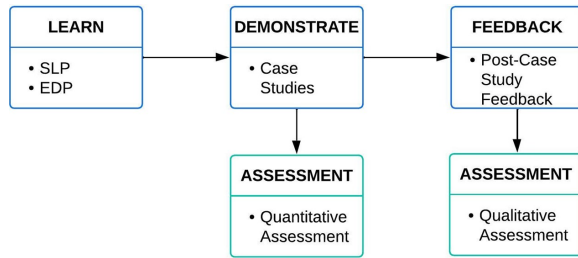 LEARN
• SLP
• EDP
DEMONSTRATE
• Case
Studies
FEEDBACK
• Post-Case
Study
Feedback
ASSESSMENT
• Quantitative
Assessment
ASSESSMENT
• Qualitative
Assessment